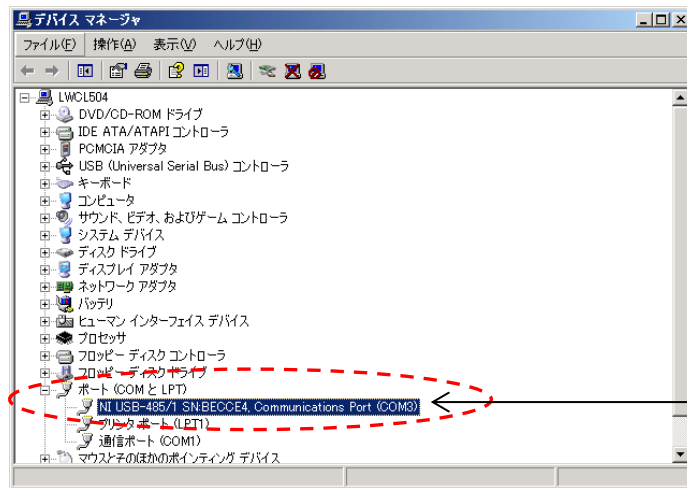 デバイス マネージャ
ファイル(F) 操作(A) 表示(V) ヘルプ(H)
LWCL504
DVD/CD-ROM ドライブ
IDE ATA/ATAPI コントローラ
PCMCIA アダプタ
USB (Universal Serial Bus) コントローラ
キーボード
コンピュータ
サウンド、ビデオ、およびゲーム コントローラ
システム デバイス
ディスク ドライブ
ディスプレイ アダプタ
ネットワーク アダプタ
バッテリ
ヒューマン インターフェイス デバイス
プロセッサ
フロッピー ディスク コントローラ
フロッピー ディスク ドライブ
ポート (COM と LPT)
NI USB-485/1 SN:BECCE4, Communications Port (COM3)
プリンタ ポート (LPT1)
通信ポート (COM1)
マウスとそのほかのポインティング デバイス